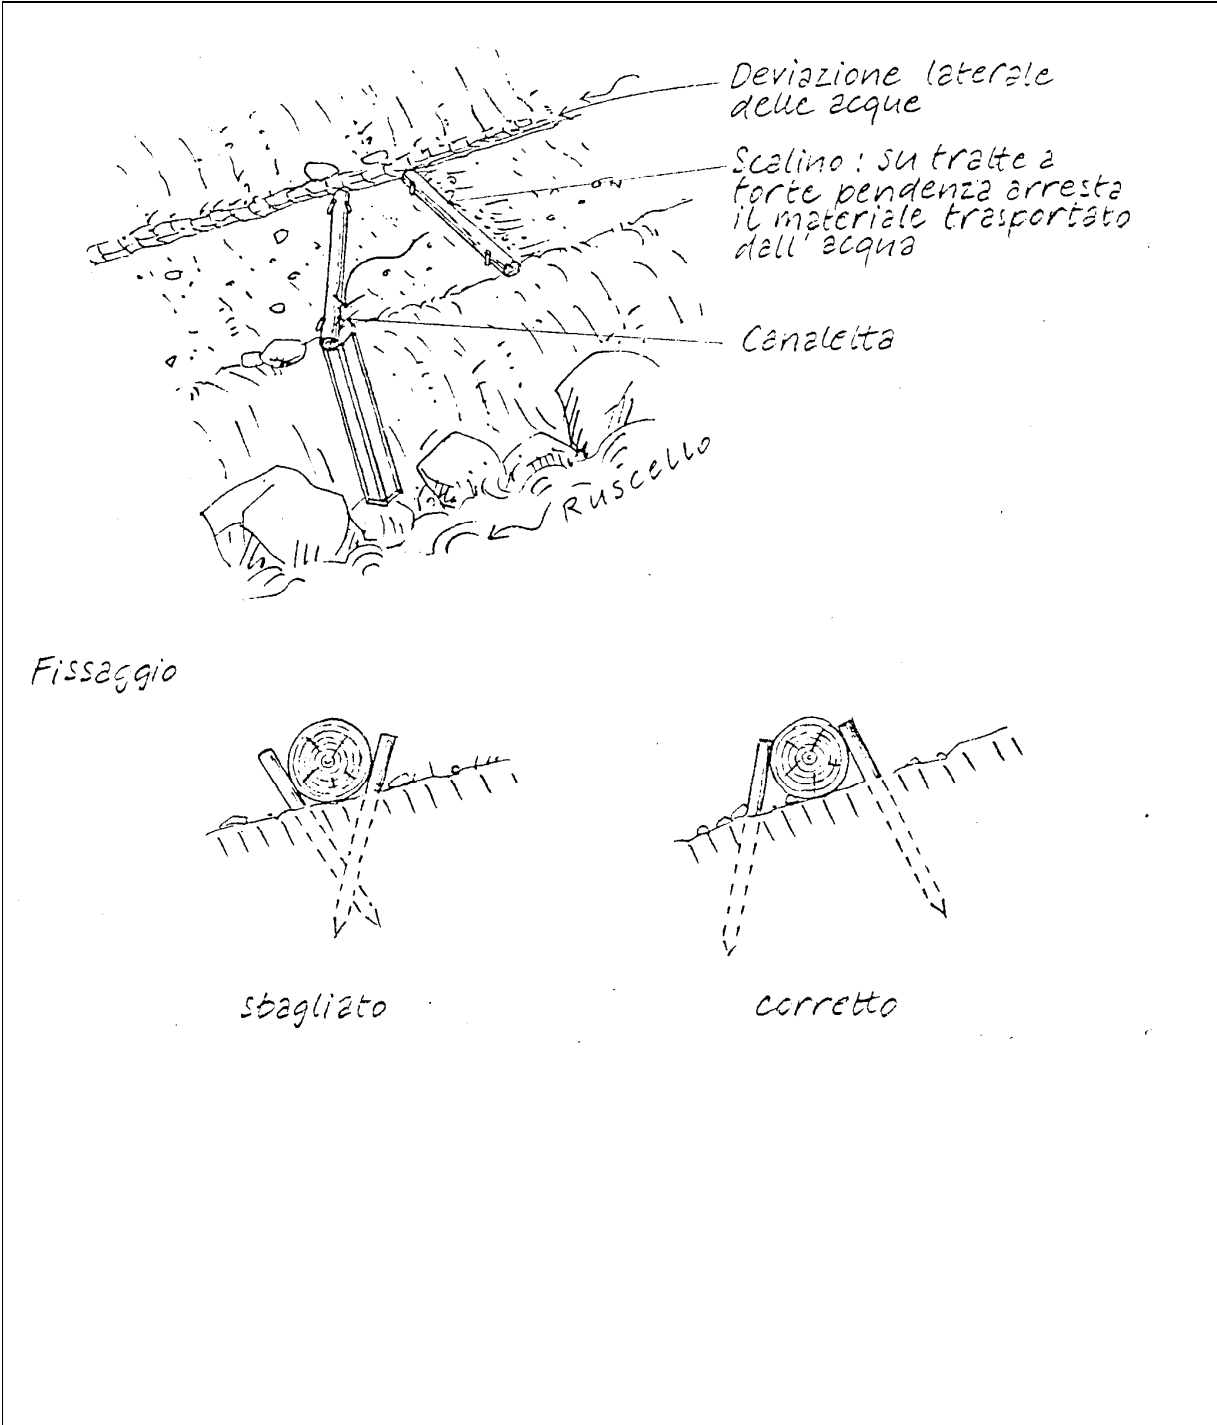 Deviazione laterale
delle acque
Scalino : su tratte a
forte pendenza arresta
il materiale trasportato
dall' acqua
Canaletta
Ruscello
Fissaggio
sbagliato
corretto